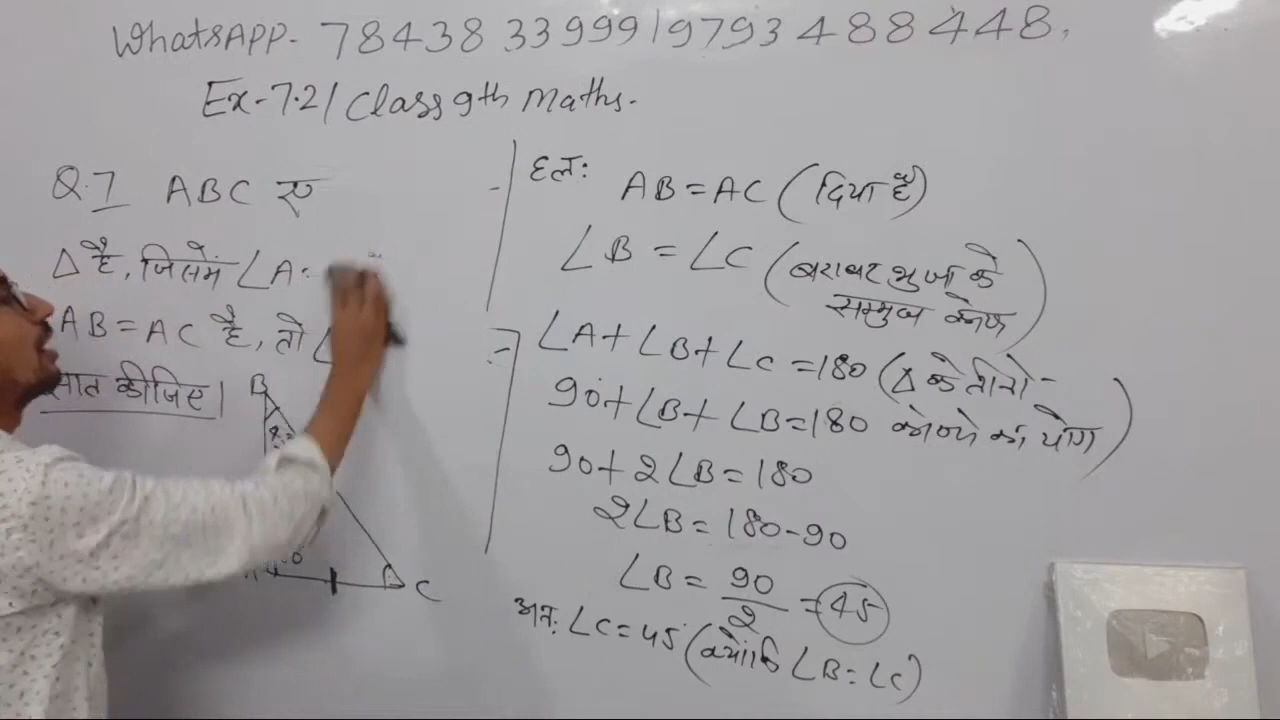 WhatsAPP. 78438 33999/9793488448.
Ex-7.2/Class 9th Maths.
Q.7 ABC ए
Δ है, जिसमें ∠A=
AB=AC है, तो ∠
ज्ञात कीजिए।
B
C
हल: AB=AC (दिया है)
∠B = ∠C (बराबर भुजा के
सम्मुख कोण)
∠A+∠B+∠C=180 (Δ के तीनो-
90+∠B+∠B=180 कोणों का योग)
90+2∠B=180
2∠B=180-90
∠B= 90/2 =45
अतः ∠C=45 (क्योंकि ∠B=∠C)